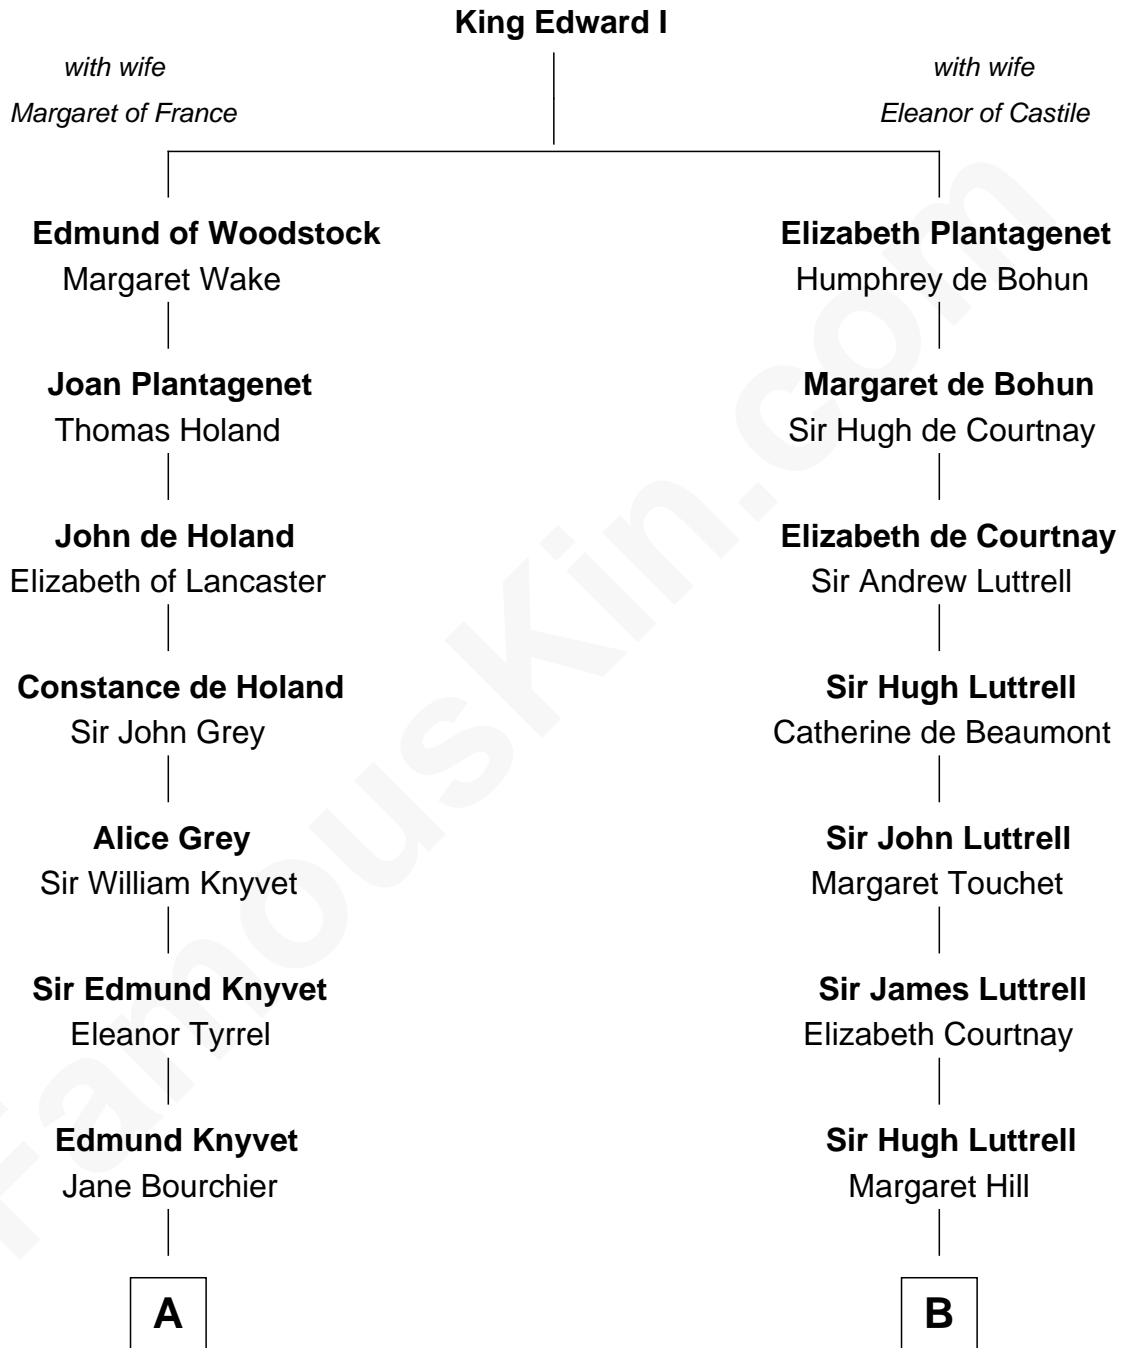 King Edward I
with wife
Margaret of France
with wife
Eleanor of Castile
Edmund of Woodstock
Margaret Wake
Elizabeth Plantagenet
Humphrey de Bohun
Joan Plantagenet
Thomas Holand
Margaret de Bohun
Sir Hugh de Courtnay
John de Holand
Elizabeth of Lancaster
Elizabeth de Courtnay
Sir Andrew Luttrell
Constance de Holand
Sir John Grey
Sir Hugh Luttrell
Catherine de Beaumont
Alice Grey
Sir William Knyvet
Sir John Luttrell
Margaret Touchet
Sir Edmund Knyvet
Eleanor Tyrrel
Sir James Luttrell
Elizabeth Courtnay
Edmund Knyvet
Jane Bourchier
Sir Hugh Luttrell
Margaret Hill
A
B
FamousKin.com